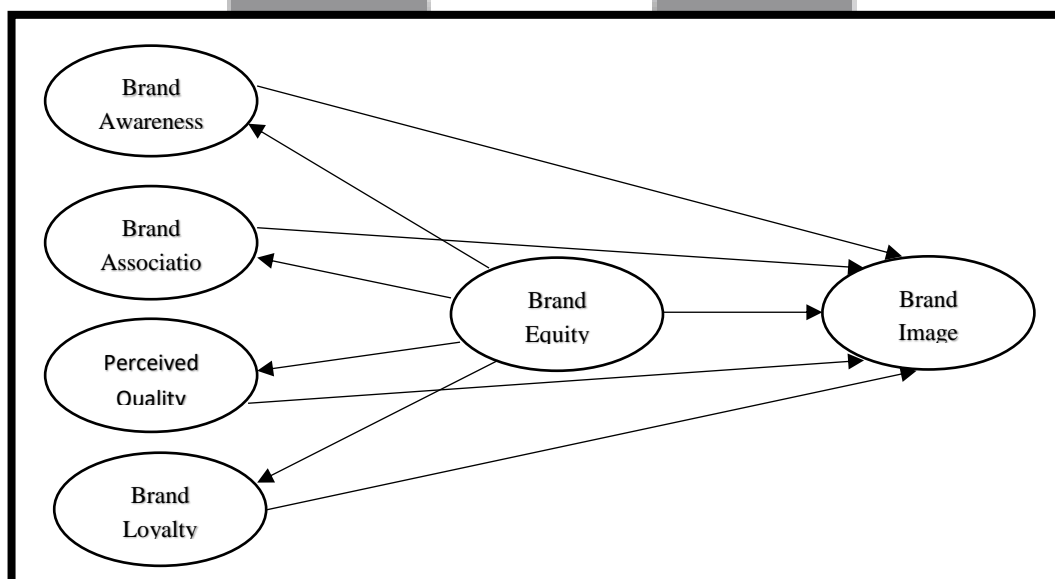 Brand
Awareness
Brand
Associatio
Perceived
Quality
Brand
Loyalty
Brand
Equity
Brand
Image